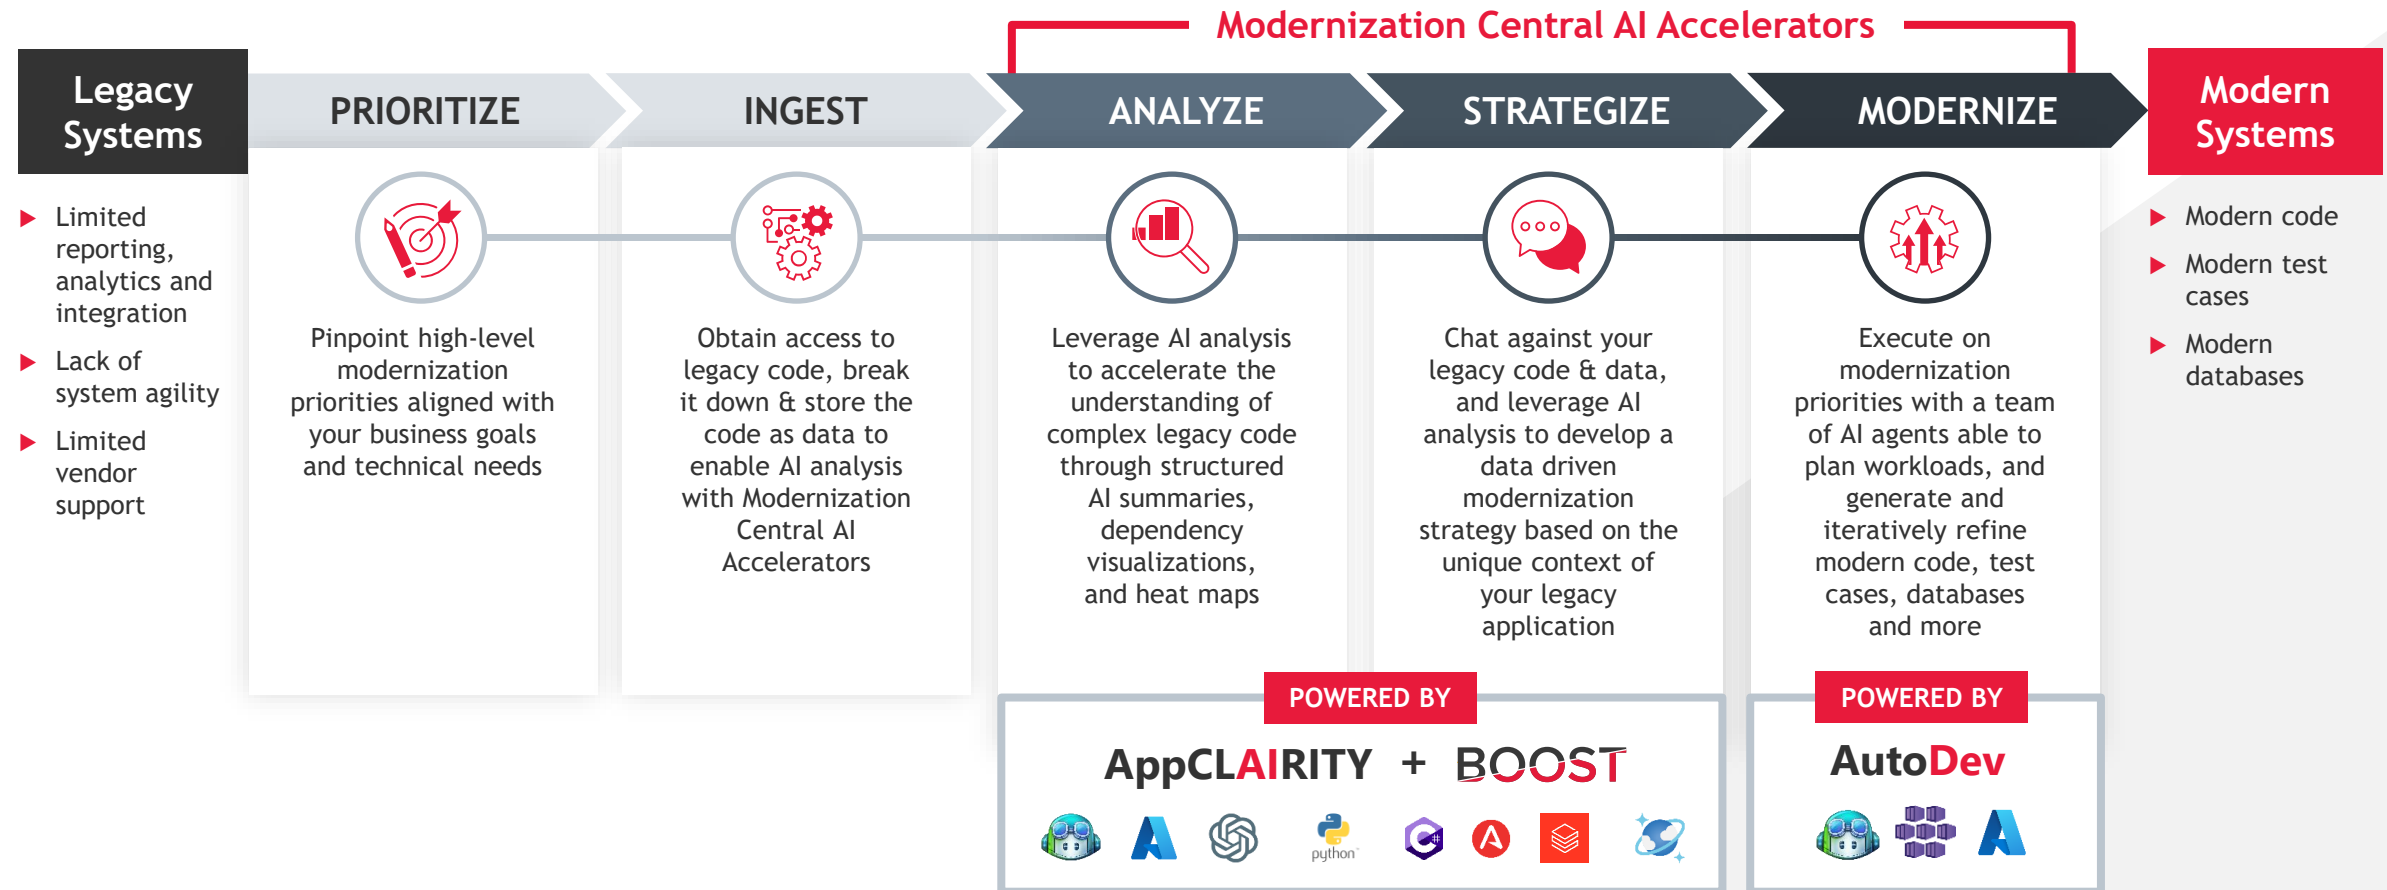 Modernization Central AI Accelerators
Legacy
Systems
PRIORITIZE
INGEST
ANALYZE
STRATEGIZE
MODERNIZE
Modern
Systems
Limited
reporting,
analytics and
integration
Lack of
system agility
Limited
vendor
support
Pinpoint high-level
modernization
priorities aligned with
your business goals
and technical needs
Obtain access to
legacy code, break
it down & store the
code as data to
enable AI analysis
with Modernization
Central AI
Accelerators
Leverage AI analysis
to accelerate the
understanding of
complex legacy code
through structured
AI summaries,
dependency
visualizations,
and heat maps
Chat against your
legacy code & data,
and leverage AI
analysis to develop a
data driven
modernization
strategy based on the
unique context of
your legacy
application
Execute on
modernization
priorities with a team
of AI agents able to
plan workloads, and
generate and
iteratively refine
modern code, test
cases, databases
and more
Modern code
Modern test
cases
Modern
databases
POWERED BY
AppCLAIRITY + BOOST
python
C#
A
POWERED BY
AutoDev